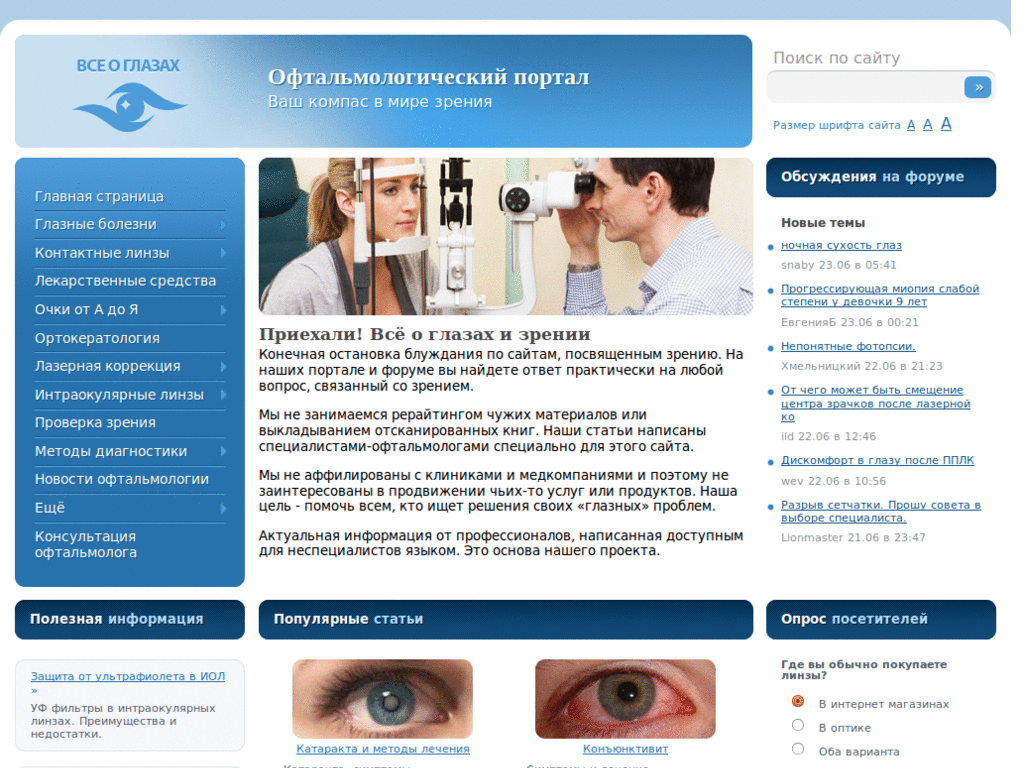 ВСЕ О ГЛАЗАХ
Офтальмологический портал
Ваш компас в мире зрения
Поиск по сайту
»
Размер шрифта сайта A A A
Главная страница
Глазные болезни
Контактные линзы
Лекарственные средства
Очки от А до Я
Ортокератология
Лазерная коррекция
Интраокулярные линзы
Проверка зрения
Методы диагностики
Новости офтальмологии
Ещё
Консультация
офтальмолога
Приехали! Всё о глазах и зрении
Конечная остановка блуждания по сайтам, посвященным зрению. На
наших портале и форуме вы найдете ответ практически на любой
вопрос, связанный со зрением.
Мы не занимаемся рерайтингом чужих материалов или
выкладыванием отсканированных книг. Наши статьи написаны
специалистами-офтальмологами специально для этого сайта.
Мы не аффилированы с клиниками и медкомпаниями и поэтому не
заинтересованы в продвижении чьих-то услуг или продуктов. Наша
цель - помочь всем, кто ищет решения своих «глазных» проблем.
Актуальная информация от профессионалов, написанная доступным
для неспециалистов языком. Это основа нашего проекта.
Обсуждения на форуме
Новые темы
ночная сухость глаз
snaby 23.06 в 05:41
Прогрессирующая миопия слабой
степени у девочки 9 лет
ЕвгенияБ 23.06 в 00:21
Непонятные фотопсии.
Хмельницкий 22.06 в 21:23
От чего может быть смещение
центра зрачков после лазерной
ко
ild 22.06 в 12:46
Дискомфорт в глазу после ППЛК
wev 22.06 в 10:56
Разрыв сетчатки. Прошу совета в
выборе специалиста.
Lionmaster 21.06 в 23:47
Полезная информация
Защита от ультрафиолета в ИОЛ
»
УФ фильтры в интраокулярных
линзах. Преимущества и
недостатки.
Популярные статьи
Катаракта и методы лечения
Конъюнктивит
Опрос посетителей
Где вы обычно покупаете
линзы?
В интернет магазинах
В оптике
Оба варианта